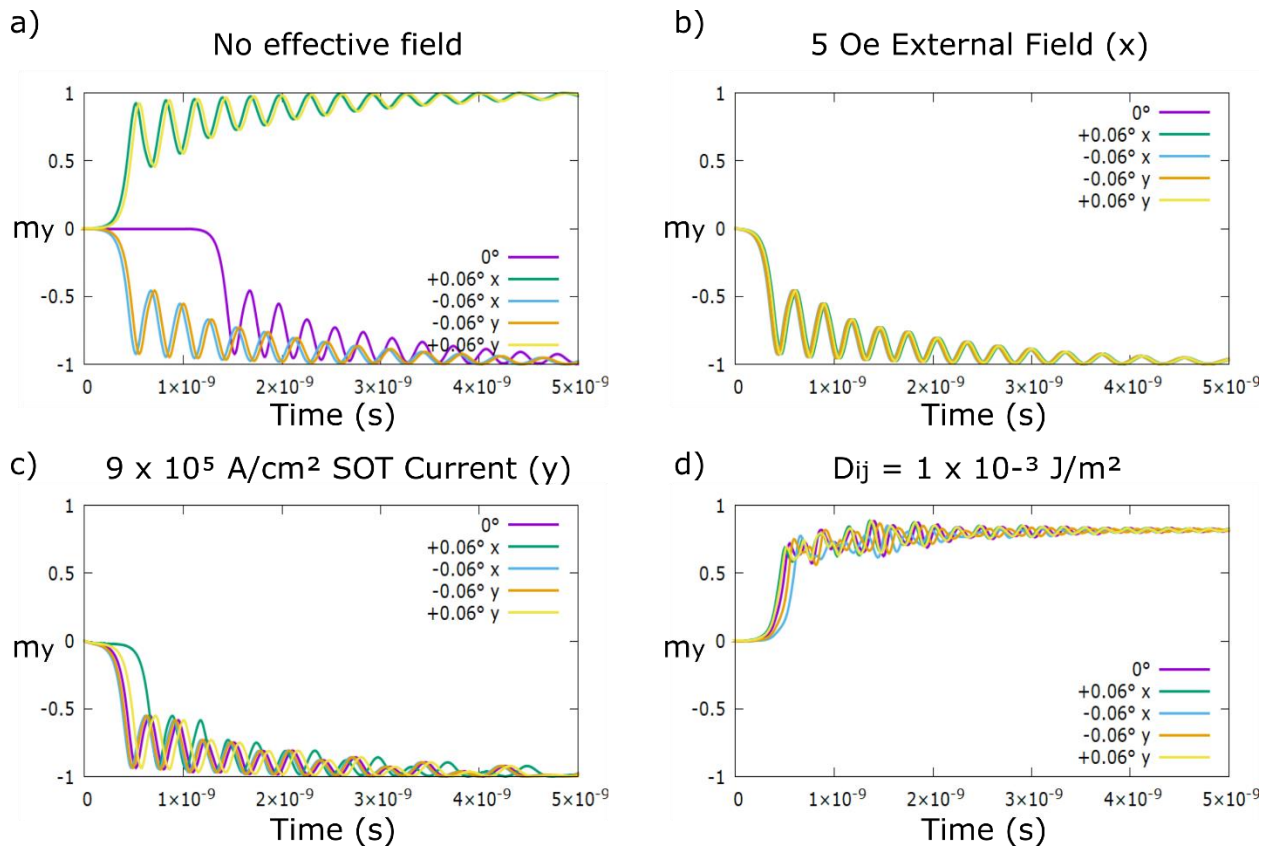 a)
No effective field
1
0.5
0
-0.5
-1
my
0°
+0.06° x
-0.06° x
-0.06° y
+0.06° y
0 1×10⁻⁹ 2×10⁻⁹ 3×10⁻⁹ 4×10⁻⁹ 5×10⁻⁹
Time (s)
b)
5 Oe External Field (x)
1
0.5
0
-0.5
-1
my
0°
+0.06° x
-0.06° x
-0.06° y
+0.06° y
0 1×10⁻⁹ 2×10⁻⁹ 3×10⁻⁹ 4×10⁻⁹ 5×10⁻⁹
Time (s)
c)
9 x 10⁵ A/cm² SOT Current (y)
1
0.5
0
-0.5
-1
my
0°
+0.06° x
-0.06° x
-0.06° y
+0.06° y
0 1×10⁻⁹ 2×10⁻⁹ 3×10⁻⁹ 4×10⁻⁹ 5×10⁻⁹
Time (s)
d)
Dij = 1 x 10-³ J/m²
1
0.5
0
-0.5
-1
my
0°
+0.06° x
-0.06° x
-0.06° y
+0.06° y
0 1×10⁻⁹ 2×10⁻⁹ 3×10⁻⁹ 4×10⁻⁹ 5×10⁻⁹
Time (s)